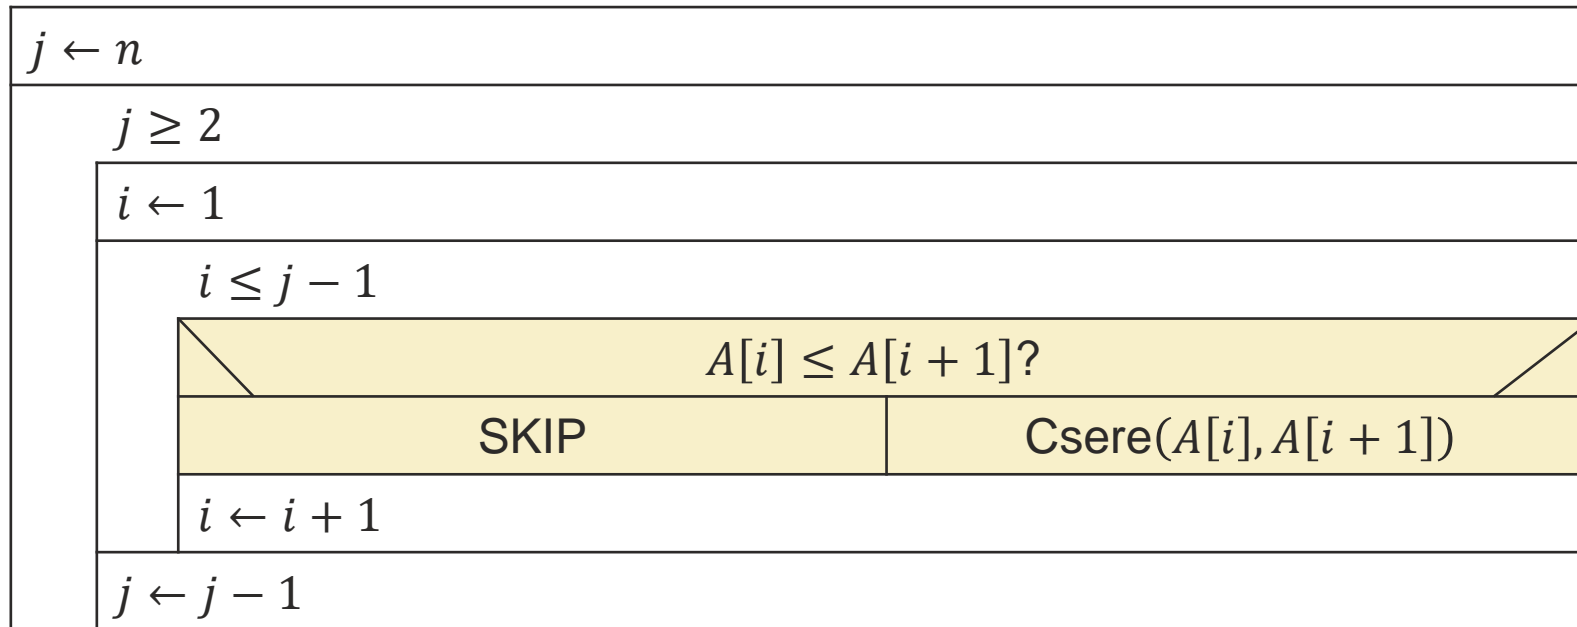 j ← n
j ≥ 2
i ← 1
i ≤ j − 1
A[i] ≤ A[i + 1]?
SKIP Csere(A[i], A[i + 1])
i ← i + 1
j ← j − 1